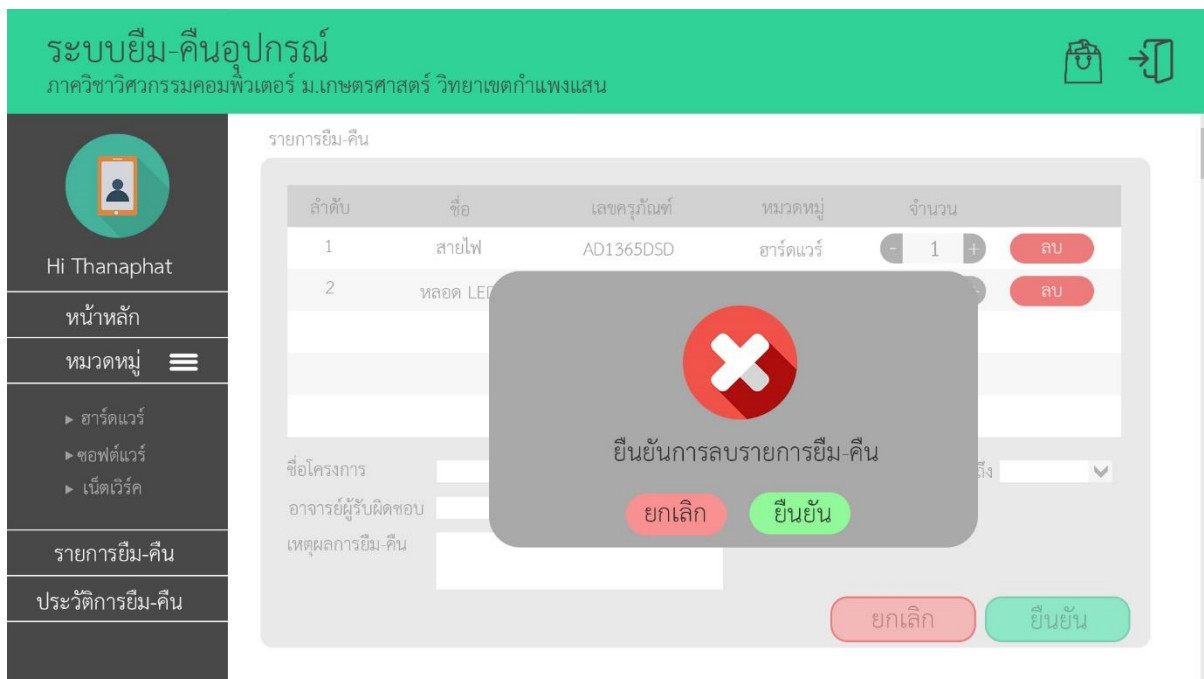 ระบบยืม-คืนอุปกรณ์
ภาควิชาวิศวกรรมคอมพิวเตอร์ ม.เกษตรศาสตร์ วิทยาเขตกำแพงแสน
Hi Thanaphat
หน้าหลัก
หมวดหมู่
▸ ฮาร์ดแวร์
▸ ซอฟต์แวร์
▸ เน็ตเวิร์ค
รายการยืม-คืน
ประวัติการยืม-คืน
รายการยืม-คืน
ลำดับ ชื่อ เลขครุภัณฑ์ หมวดหมู่ จำนวน
1 สายไฟ AD1365DSD ฮาร์ดแวร์ - 1 + ลบ
2 หลอด LED ลบ
ชื่อโครงการ
อาจารย์ผู้รับผิดชอบ
เหตุผลการยืม-คืน
ยืนยันการลบรายการยืม-คืน
ยกเลิก ยืนยัน
ยกเลิก ยืนยัน